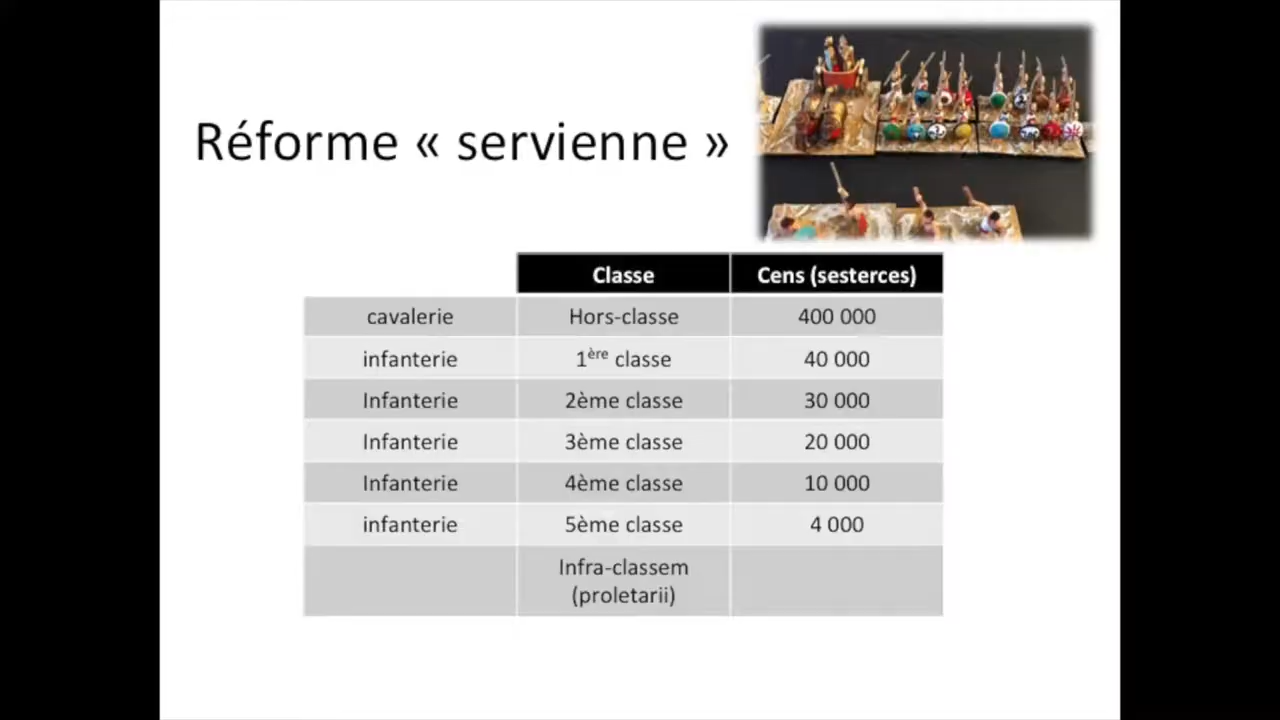 Réforme « servienne »
Classe Cens (sesterces)
cavalerie Hors-classe 400 000
infanterie 1ère classe 40 000
Infanterie 2ème classe 30 000
Infanterie 3ème classe 20 000
Infanterie 4ème classe 10 000
infanterie 5ème classe 4 000
Infra-classem
(proletarii)